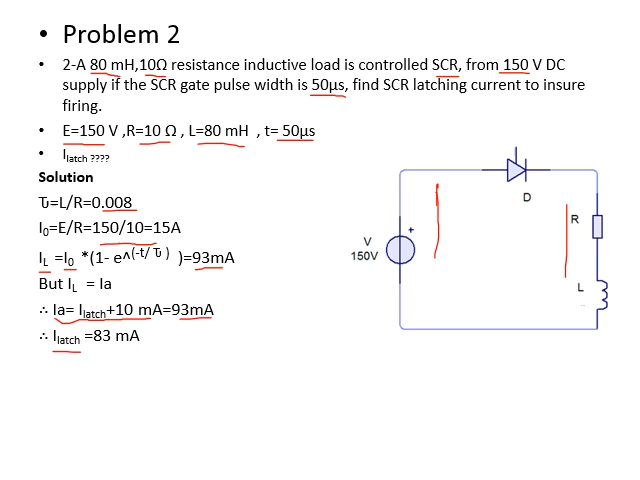 • Problem 2
• 2-A 80 mH,10Ω resistance inductive load is controlled SCR, from 150 V DC
supply if the SCR gate pulse width is 50μs, find SCR latching current to insure
firing.
• E=150 V ,R=10 Ω , L=80 mH , t= 50μs
• Ilatch ????
Solution
Ʊ=L/R=0.008
I0=E/R=150/10=15A
IL =I0 *(1- e^(-t/ Ʊ ) )=93mA
But IL = Ia
∴ Ia= Ilatch+10 mA=93mA
∴ Ilatch =83 mA
D
R
+
V
150V
L